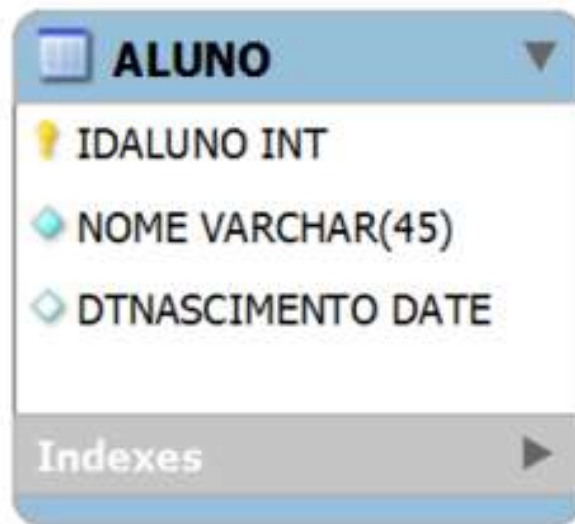 ALUNO
IDALUNO INT
NOME VARCHAR(45)
DTNASCIMENTO DATE
Indexes